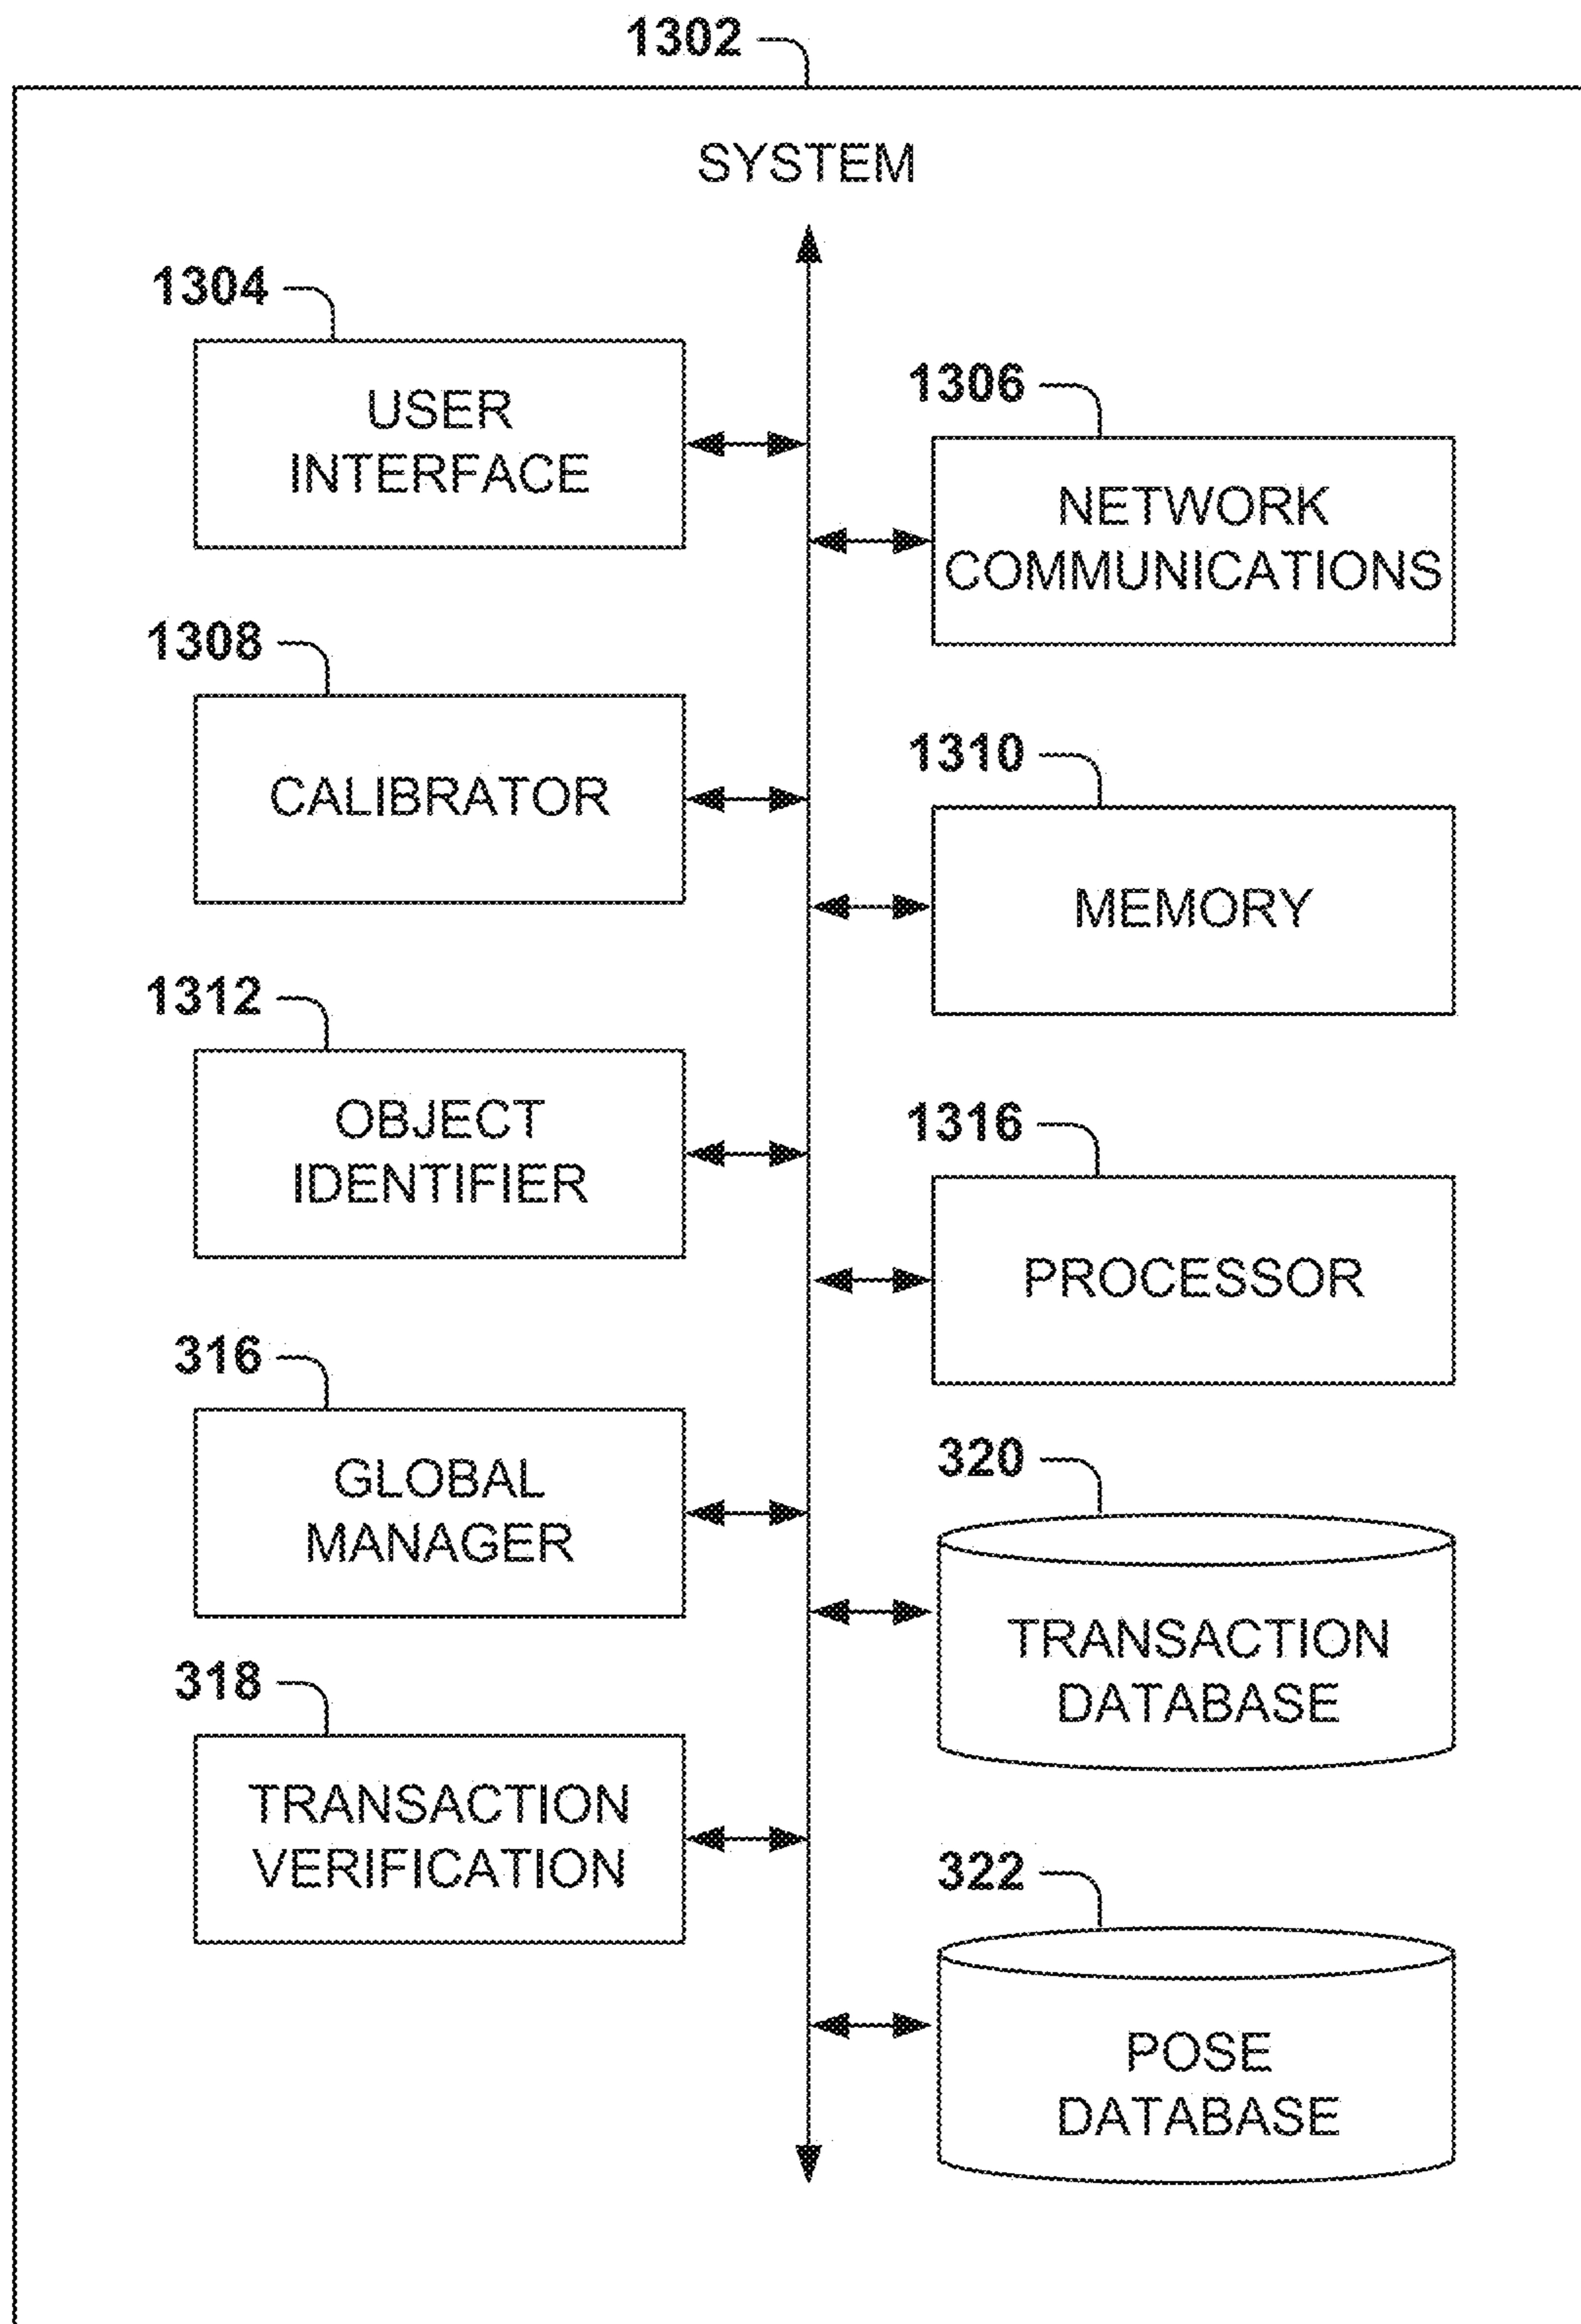 1302
SYSTEM
1304
USER
INTERFACE
1306
NETWORK
COMMUNICATIONS
1308
CALIBRATOR
1310
MEMORY
1312
OBJECT
IDENTIFIER
1316
PROCESSOR
316
GLOBAL
MANAGER
320
TRANSACTION
DATABASE
318
TRANSACTION
VERIFICATION
322
POSE
DATABASE